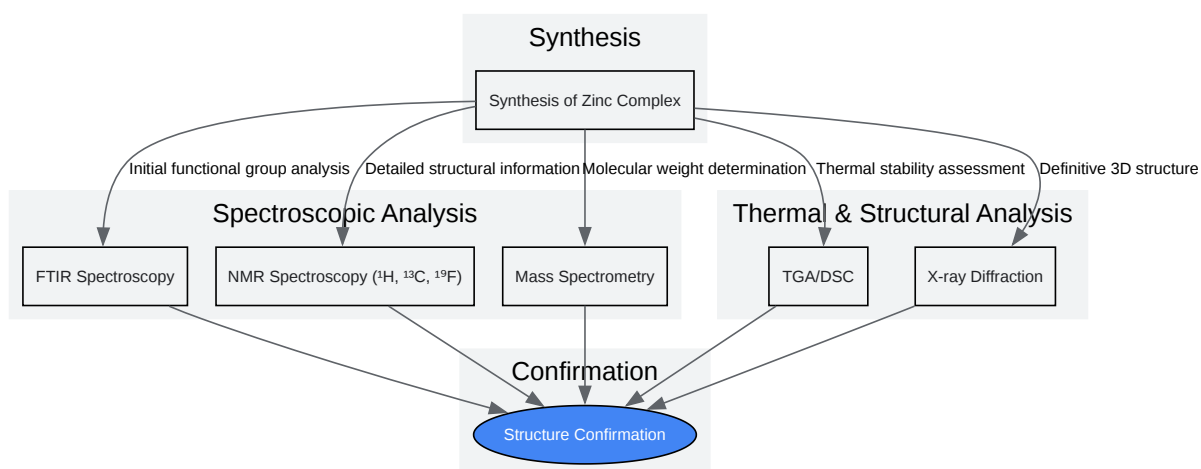 Synthesis
Synthesis of Zinc Complex
Initial functional group analysis
Detailed structural information
Molecular weight determination
Thermal stability assessment
Definitive 3D structure
Spectroscopic Analysis
Thermal & Structural Analysis
FTIR Spectroscopy
NMR Spectroscopy (¹H, ¹³C, ¹⁹F)
Mass Spectrometry
TGA/DSC
X-ray Diffraction
Confirmation
Structure Confirmation